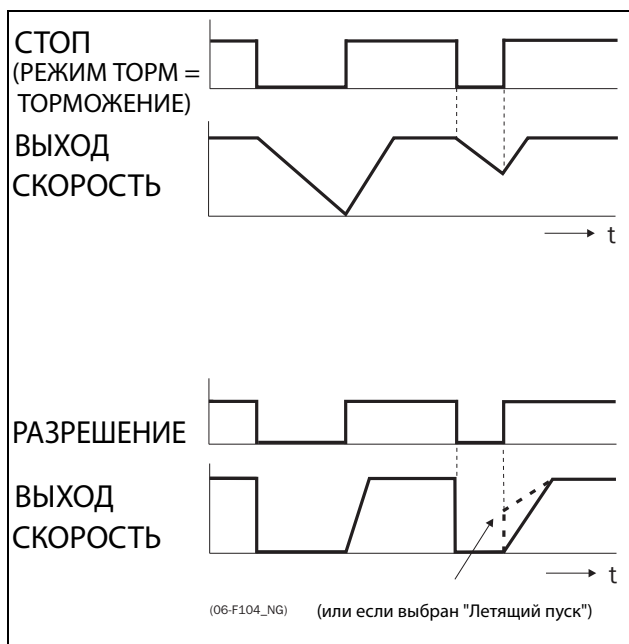 СТОП
(РЕЖИМ ТОРМ =
ТОРМОЖЕНИЕ)
ВЫХОД
СКОРОСТЬ
t
РАЗРЕШЕНИЕ
ВЫХОД
СКОРОСТЬ
t
(06-F104_NG)
(или если выбран "Летящий пуск")